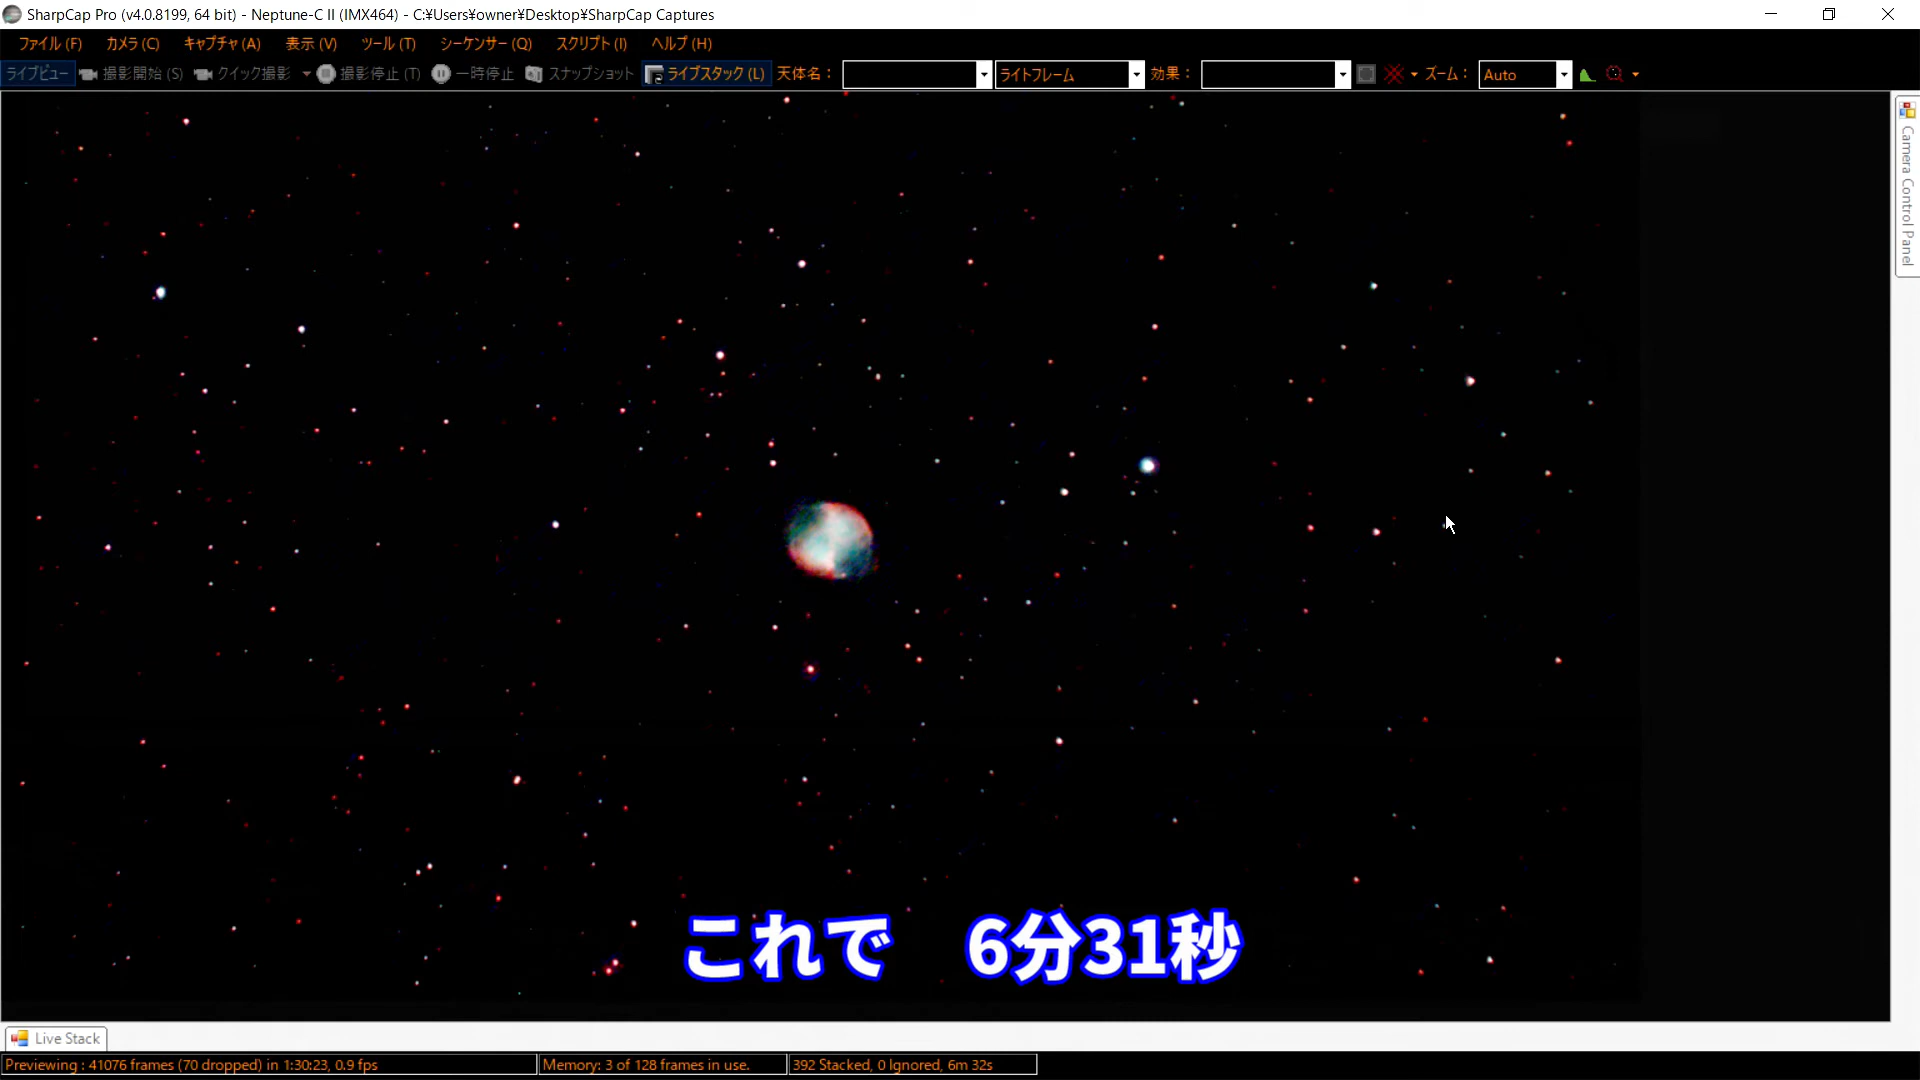 SharpCap Pro (v4.0.8199, 64 bit) - Neptune-C II (IMX464) - C:¥Users¥owner¥Desktop¥SharpCap Captures
ファイル (F) カメラ (C) キャプチャ (A) 表示 (V) ツール (T) シーケンサー (Q) スクリプト (I) ヘルプ (H)
ライブビュー 撮影開始 (S) クイック撮影 撮影停止 (T) 一時停止 スナップショット ライブスタック (L) 天体名： ライトフレーム 効果： ズーム： Auto
Camera Control Panel
これで 6分31秒
Live Stack
Previewing : 41076 frames (70 dropped) in 1:30:23, 0.9 fps Memory: 3 of 128 frames in use. 392 Stacked, 0 Ignored, 6m 32s